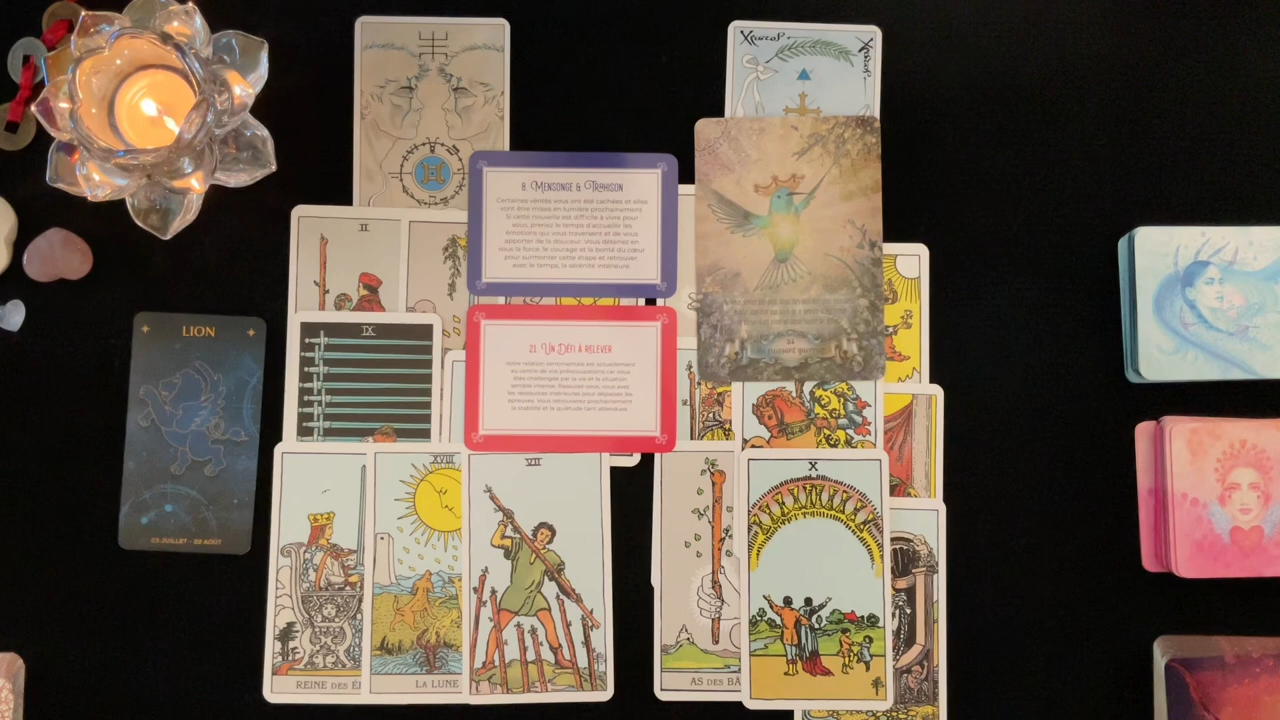 Χριστός
Χριστός
8. MENSONGE & TRAHISON
Certaines vérités vous ont été cachées et elles
vont être mises en lumière prochainement.
Si cette nouvelle est difficile à vivre pour
vous, prenez le temps d'accueillir les
émotions qui vous traversent et de vous
apporter de la douceur. Vous détenez en
vous la force, le courage et la bonté du cœur
pour surmonter cette étape et retrouver,
avec le temps, la sérénité intérieure.
II
LION
IX
21. UN DÉFI À RELEVER
Votre relation sentimentale est actuellement
au centre de vos préoccupations car vous
êtes challengée par la vie et la situation
semble intense. Rassurez-vous, vous avez
les ressources intérieures pour dépasser les
épreuves. Vous retrouverez prochainement
la stabilité et la quiétude tant attendues.
34
puissant guerrier
XVIII
VII
X
23 JUILLET - 22 AOÛT
REINE DES É
LA LUNE
AS DES BÂ